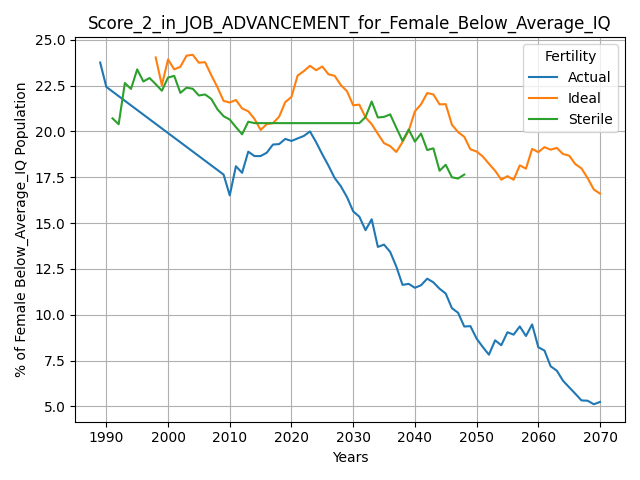 Score_2_in_JOB_ADVANCEMENT_for_Female_Below_Average_IQ
% of Female Below_Average_IQ Population
25.0
22.5
20.0
17.5
15.0
12.5
10.0
7.5
5.0
Fertility
Actual
Ideal
Sterile
1990 2000 2010 2020 2030 2040 2050 2060 2070
Years